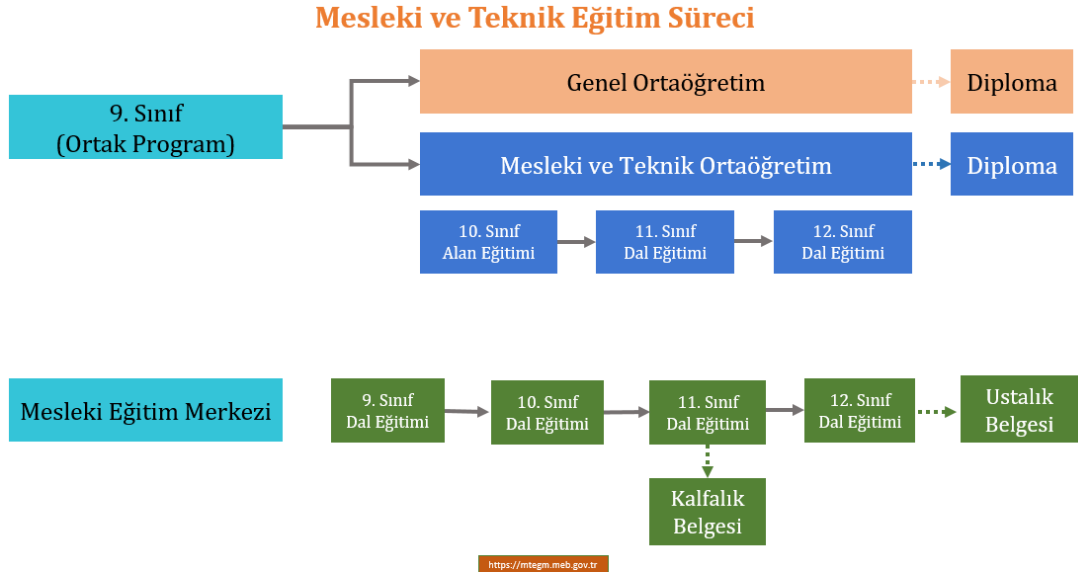 Mesleki ve Teknik Eğitim Süreci
9. Sınıf
(Ortak Program)
Genel Ortaöğretim
Diploma
Mesleki ve Teknik Ortaöğretim
Diploma
10. Sınıf
Alan Eğitimi
11. Sınıf
Dal Eğitimi
12. Sınıf
Dal Eğitimi
Mesleki Eğitim Merkezi
9. Sınıf
Dal Eğitimi
10. Sınıf
Dal Eğitimi
11. Sınıf
Dal Eğitimi
12. Sınıf
Dal Eğitimi
Ustalık
Belgesi
Kalfalık
Belgesi
https://mtegm.meb.gov.tr